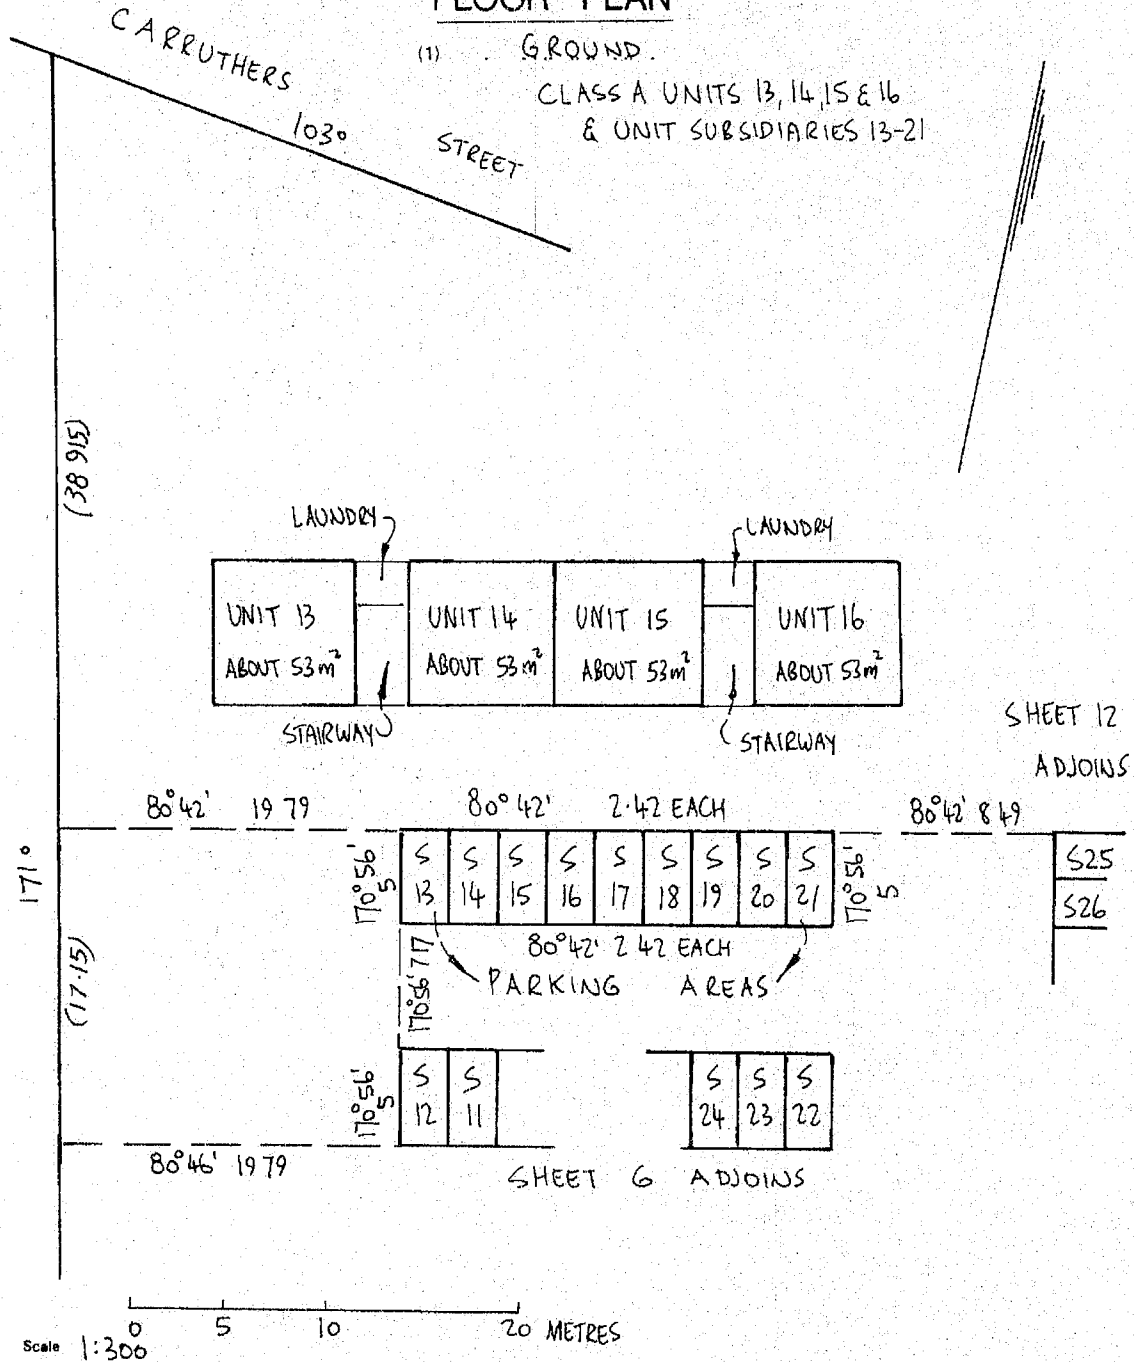 FLOOR PLAN
(1) . GROUND.
CLASS A UNITS 13, 14, 15 & 16
& UNIT SUBSIDIARIES 13-21
CARRUTHERS
103°
STREET
(38 915)
LAUNDRY
LAUNDRY
UNIT 13
ABOUT 53m²
UNIT 14
ABOUT 53m²
UNIT 15
ABOUT 53m²
UNIT 16
ABOUT 53m²
STAIRWAY
STAIRWAY
SHEET 12
ADJOINS
80°42' 19 79
80°42' 2·42 EACH
80°42' 8 49
171°
170°56'
5
S 13
S 14
S 15
S 16
S 17
S 18
S 19
S 20
S 21
170°56'
5
S25
S26
80°42' 2 42 EACH
(17·15)
170°56' 7 17
PARKING AREAS
170°56'
5
S 12
S 11
S 24
S 23
S 22
80°46' 19 79
SHEET 6 ADJOINS
0 5 10 20 METRES
Scale 1:300